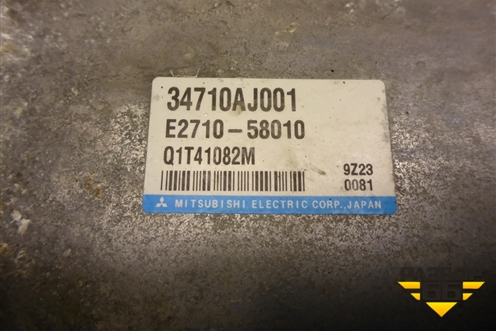 34710AJ001
E2710-58010
Q1T41082M
9Z23
0081
MITSUBISHI ELECTRIC CORP., JAPAN